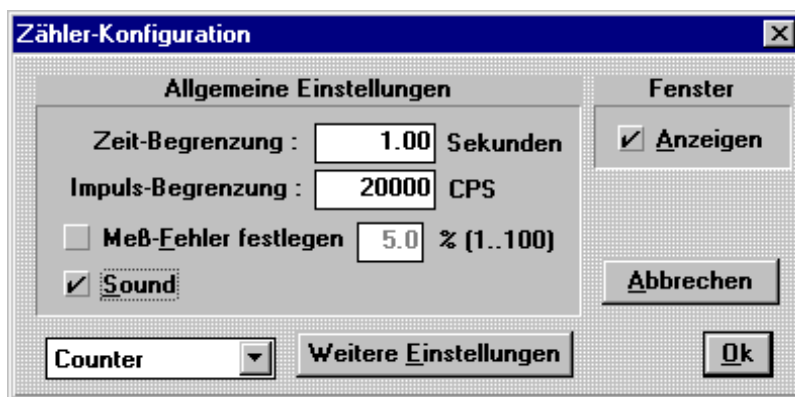 Zähler-Konfiguration
Allgemeine Einstellungen
Zeit-Begrenzung : 1.00 Sekunden
Impuls-Begrenzung : 20000 CPS
Meß-Fehler festlegen 5.0 % (1..100)
Sound
Fenster
Anzeigen
Abbrechen
Counter
Weitere Einstellungen
Ok